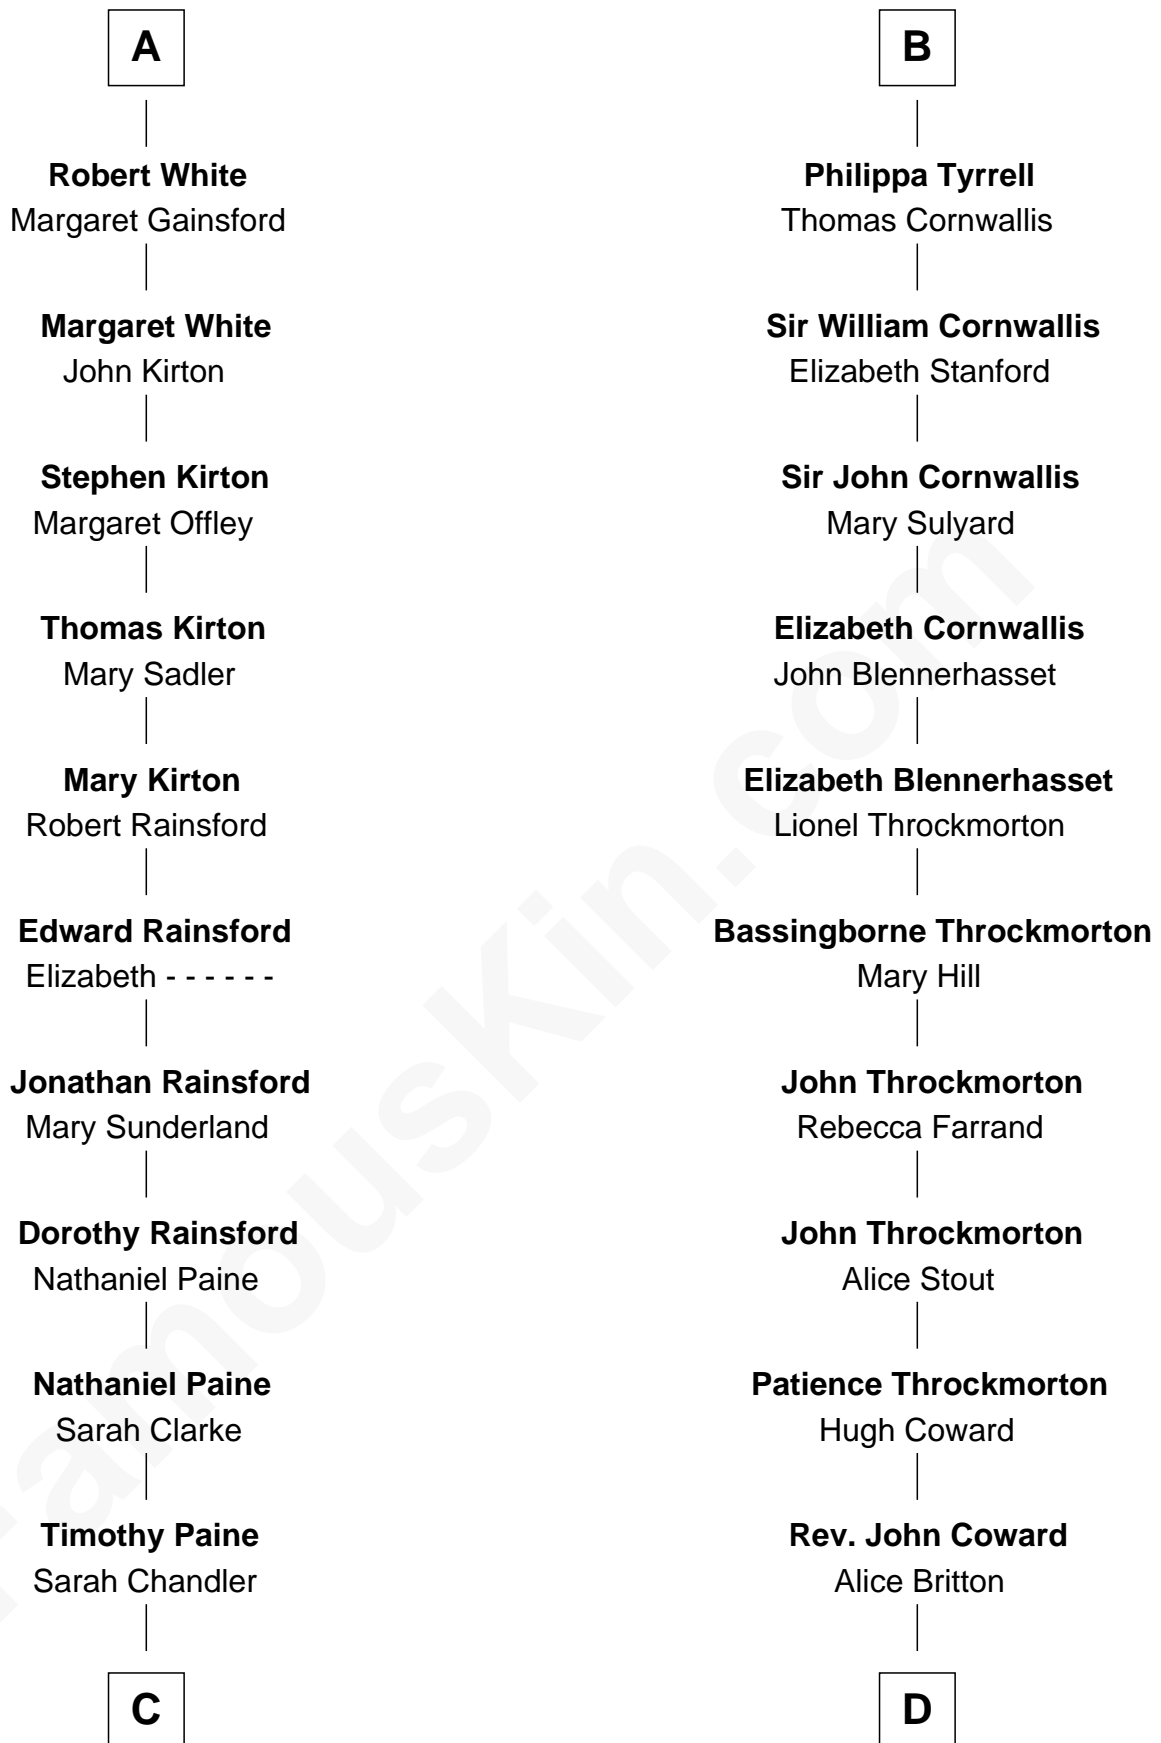 A
Robert White
Margaret Gainsford
Margaret White
John Kirton
Stephen Kirton
Margaret Offley
Thomas Kirton
Mary Sadler
Mary Kirton
Robert Rainsford
Edward Rainsford
Elizabeth - - - - - -
Jonathan Rainsford
Mary Sunderland
Dorothy Rainsford
Nathaniel Paine
Nathaniel Paine
Sarah Clarke
Timothy Paine
Sarah Chandler
C
B
Philippa Tyrrell
Thomas Cornwallis
Sir William Cornwallis
Elizabeth Stanford
Sir John Cornwallis
Mary Sulyard
Elizabeth Cornwallis
John Blennerhasset
Elizabeth Blennerhasset
Lionel Throckmorton
Bassingborne Throckmorton
Mary Hill
John Throckmorton
Rebecca Farrand
John Throckmorton
Alice Stout
Patience Throckmorton
Hugh Coward
Rev. John Coward
Alice Britton
D
FamousKin.com